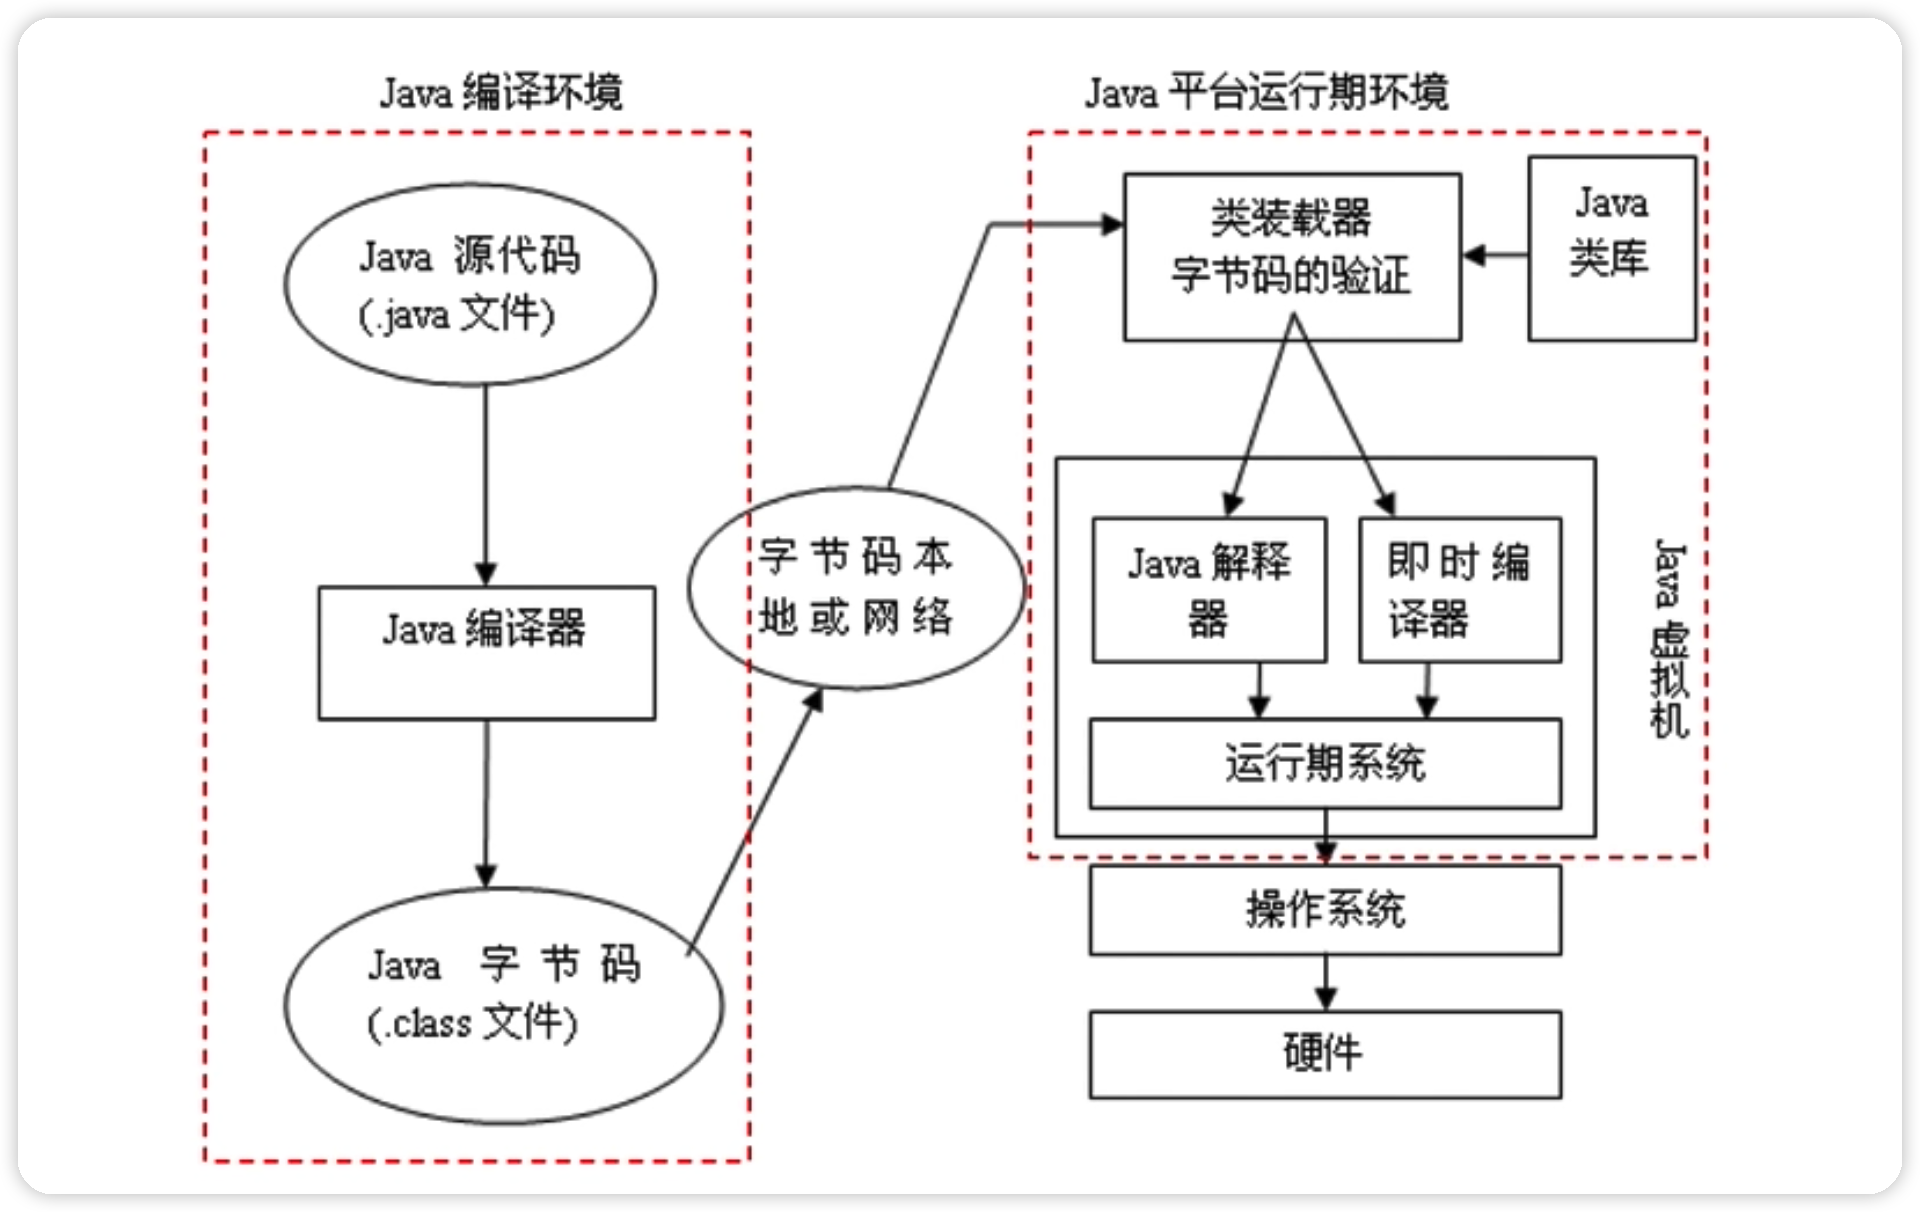 Java 编译环境
Java 源代码
(.java 文件)
Java 编译器
Java 字 节 码
(.class 文件)
字 节 码 本
地 或 网 络
Java 平台运行期环境
类装载器
字节码的验证
Java
类库
Java 解释
器
即 时 编
译器
运行期系统
Java 虚拟机
操作系统
硬件